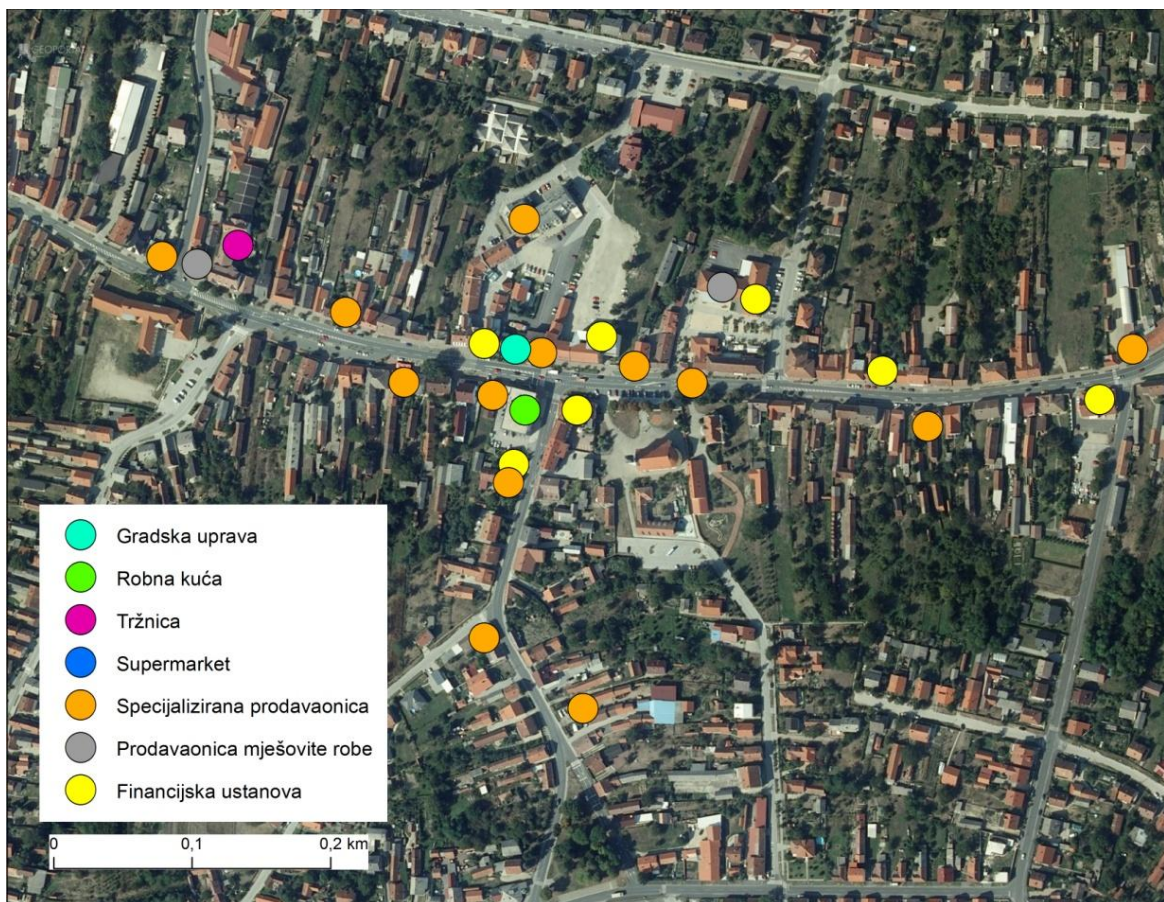 GEOPORTAL
Gradska uprava
Robna kuća
Tržnica
Supermarket
Specijalizirana prodavaonica
Prodavaonica mješovite robe
Financijska ustanova
0 0,1 0,2 km